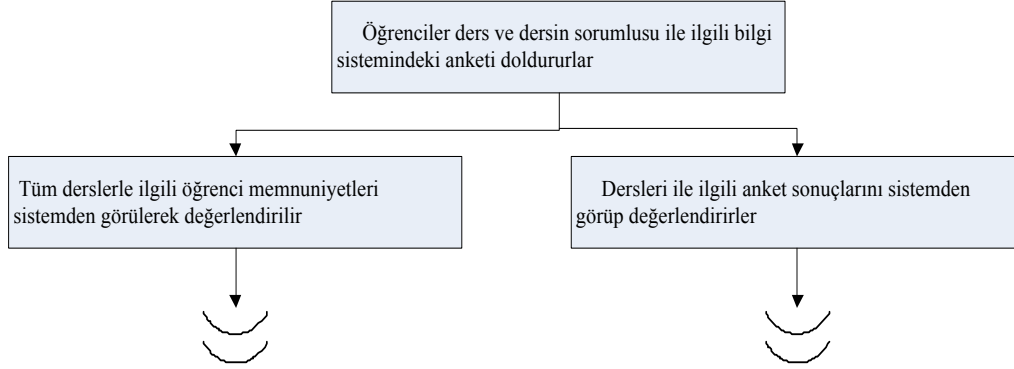 Öğrenciler ders ve dersin sorumlusu ile ilgili bilgi
sistemindeki anketi doldururlar
Tüm derslerle ilgili öğrenci memnuniyetleri
sistemden görülerek değerlendirilir
Dersleri ile ilgili anket sonuçlarını sistemden
görüp değerlendirirler